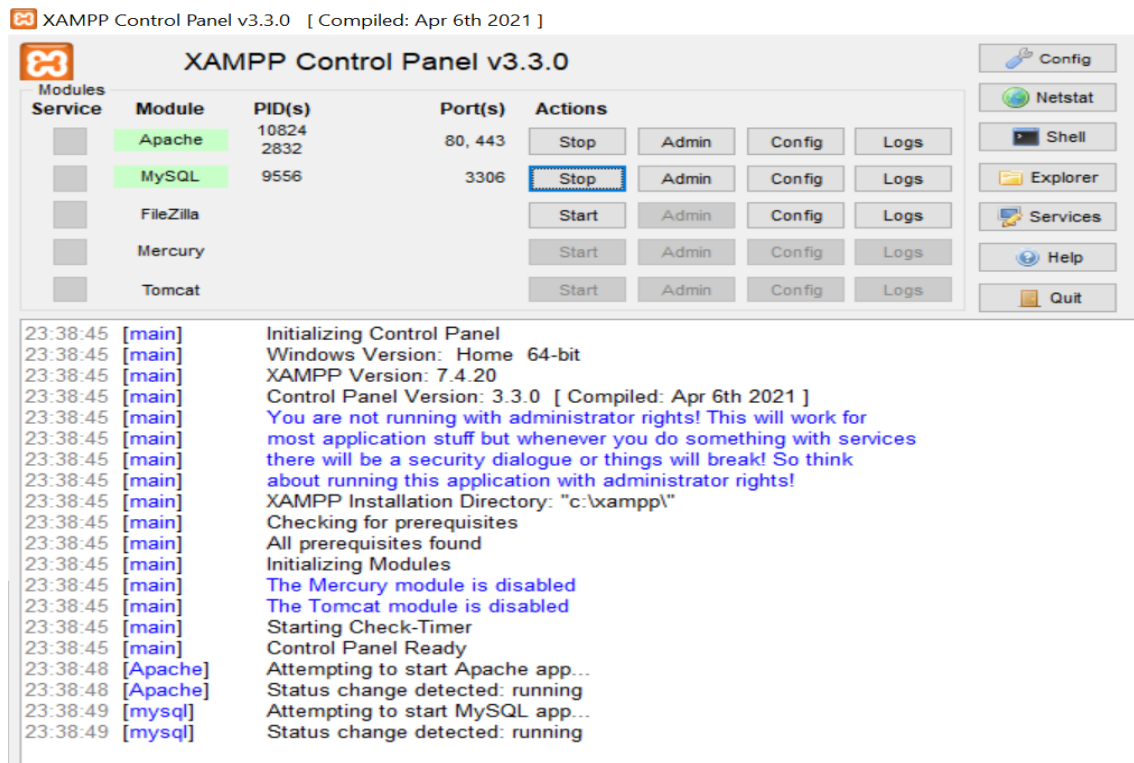 XAMPP Control Panel v3.3.0 [ Compiled: Apr 6th 2021 ]
XAMPP Control Panel v3.3.0
Config
Modules
Netstat
Service Module PID(s) Port(s) Actions
Apache 10824 2832 80, 443 Stop Admin Config Logs
Shell
MySQL 9556 3306 Stop Admin Config Logs
Explorer
FileZilla Start Admin Config Logs
Services
Mercury Start Admin Config Logs
Help
Tomcat Start Admin Config Logs
Quit
23:38:45 [main] Initializing Control Panel
23:38:45 [main] Windows Version: Home 64-bit
23:38:45 [main] XAMPP Version: 7.4.20
23:38:45 [main] Control Panel Version: 3.3.0 [ Compiled: Apr 6th 2021 ]
23:38:45 [main] You are not running with administrator rights! This will work for
23:38:45 [main] most application stuff but whenever you do something with services
23:38:45 [main] there will be a security dialogue or things will break! So think
23:38:45 [main] about running this application with administrator rights!
23:38:45 [main] XAMPP Installation Directory: "c:\xampp\"
23:38:45 [main] Checking for prerequisites
23:38:45 [main] All prerequisites found
23:38:45 [main] Initializing Modules
23:38:45 [main] The Mercury module is disabled
23:38:45 [main] The Tomcat module is disabled
23:38:45 [main] Starting Check-Timer
23:38:45 [main] Control Panel Ready
23:38:48 [Apache] Attempting to start Apache app...
23:38:48 [Apache] Status change detected: running
23:38:49 [mysql] Attempting to start MySQL app...
23:38:49 [mysql] Status change detected: running